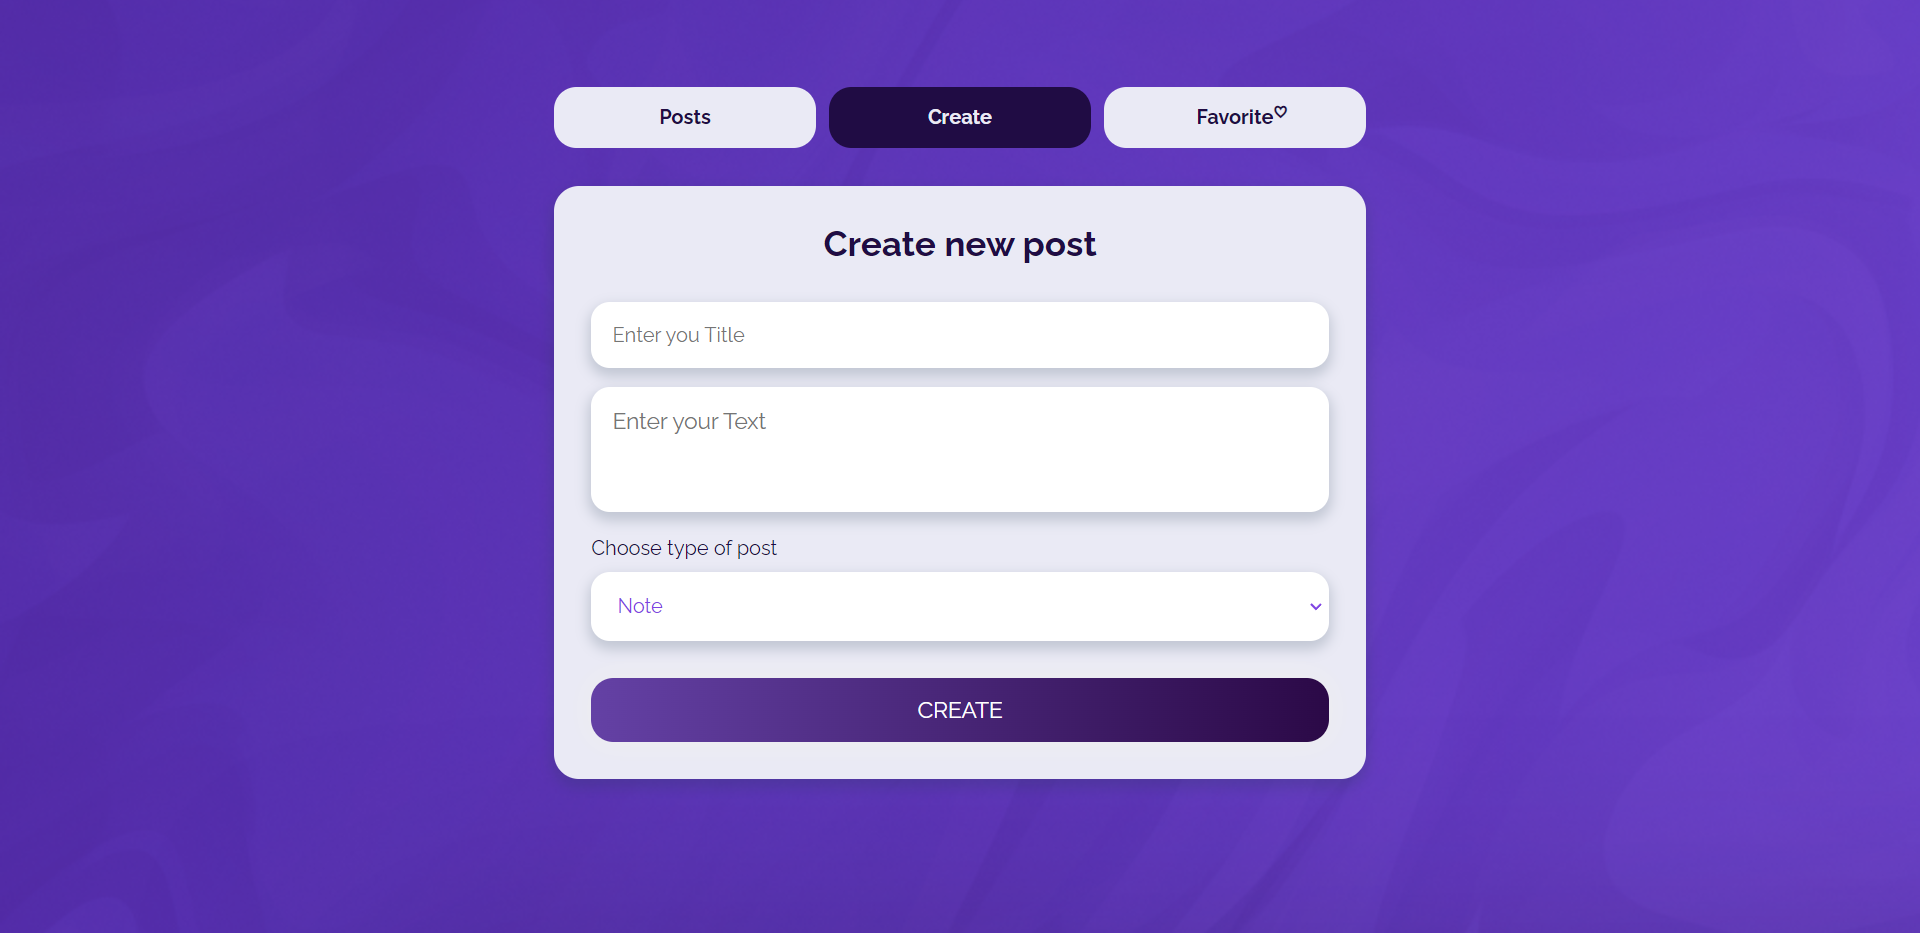 Posts Create Favorite♡
Create new post
Enter you Title
Enter your Text
Choose type of post
Note
CREATE